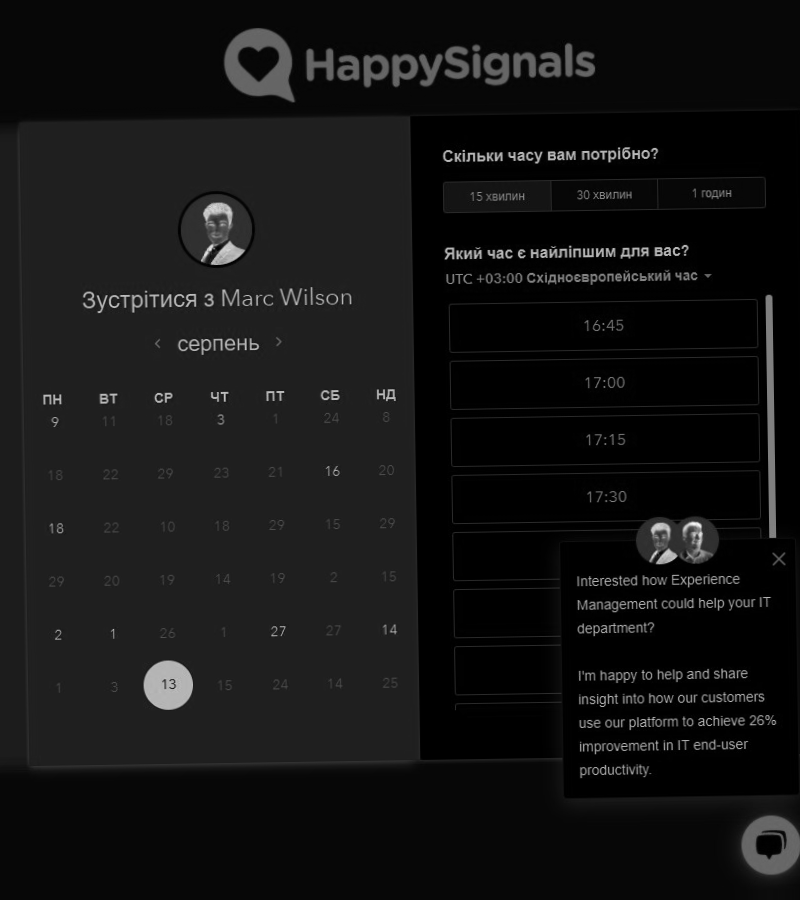 HappySignals
Зустрітися з Marc Wilson
серпень
ПН ВТ СР ЧТ ПТ СБ НД
9 11 18 3 1 24 8
18 22 29 23 21 16 20
18 22 10 18 29 15 29
29 20 19 14 19 2 15
2 1 26 1 27 27 14
1 3 13 15 24 14 25
Скільки часу вам потрібно?
15 хвилин 30 хвилин 1 годин
Який час є найліпшим для вас?
UTC +03:00 Східноєвропейський час
16:45
17:00
17:15
17:30
Interested how Experience
Management could help your IT
department?
I'm happy to help and share
insight into how our customers
use our platform to achieve 26%
improvement in IT end-user
productivity.